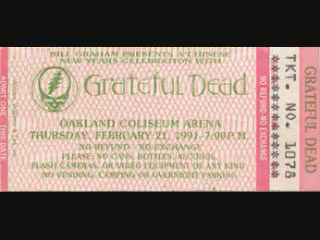 BILL GRAHAM PRESENTS A CHINESE
NEW YEARS CELEBRATION WITH
Grateful Dead
OAKLAND COLISEUM ARENA
THURSDAY, FEBRUARY 21, 1991-7:00P.M.
NO REFUND - NO EXCHANGE
PLEASE: NO CANS, BOTTLES, ALCOHOL,
FLASH CAMERAS, OR VIDEO EQUIPMENT OF ANY KIND.
NO VENDING, CAMPING OR OVERNIGHT PARKING
ADMIT ONE THIS DATE
NO REFUND-NO EXCHANGE
TKT. NO. 1078
GRATEFUL DEAD